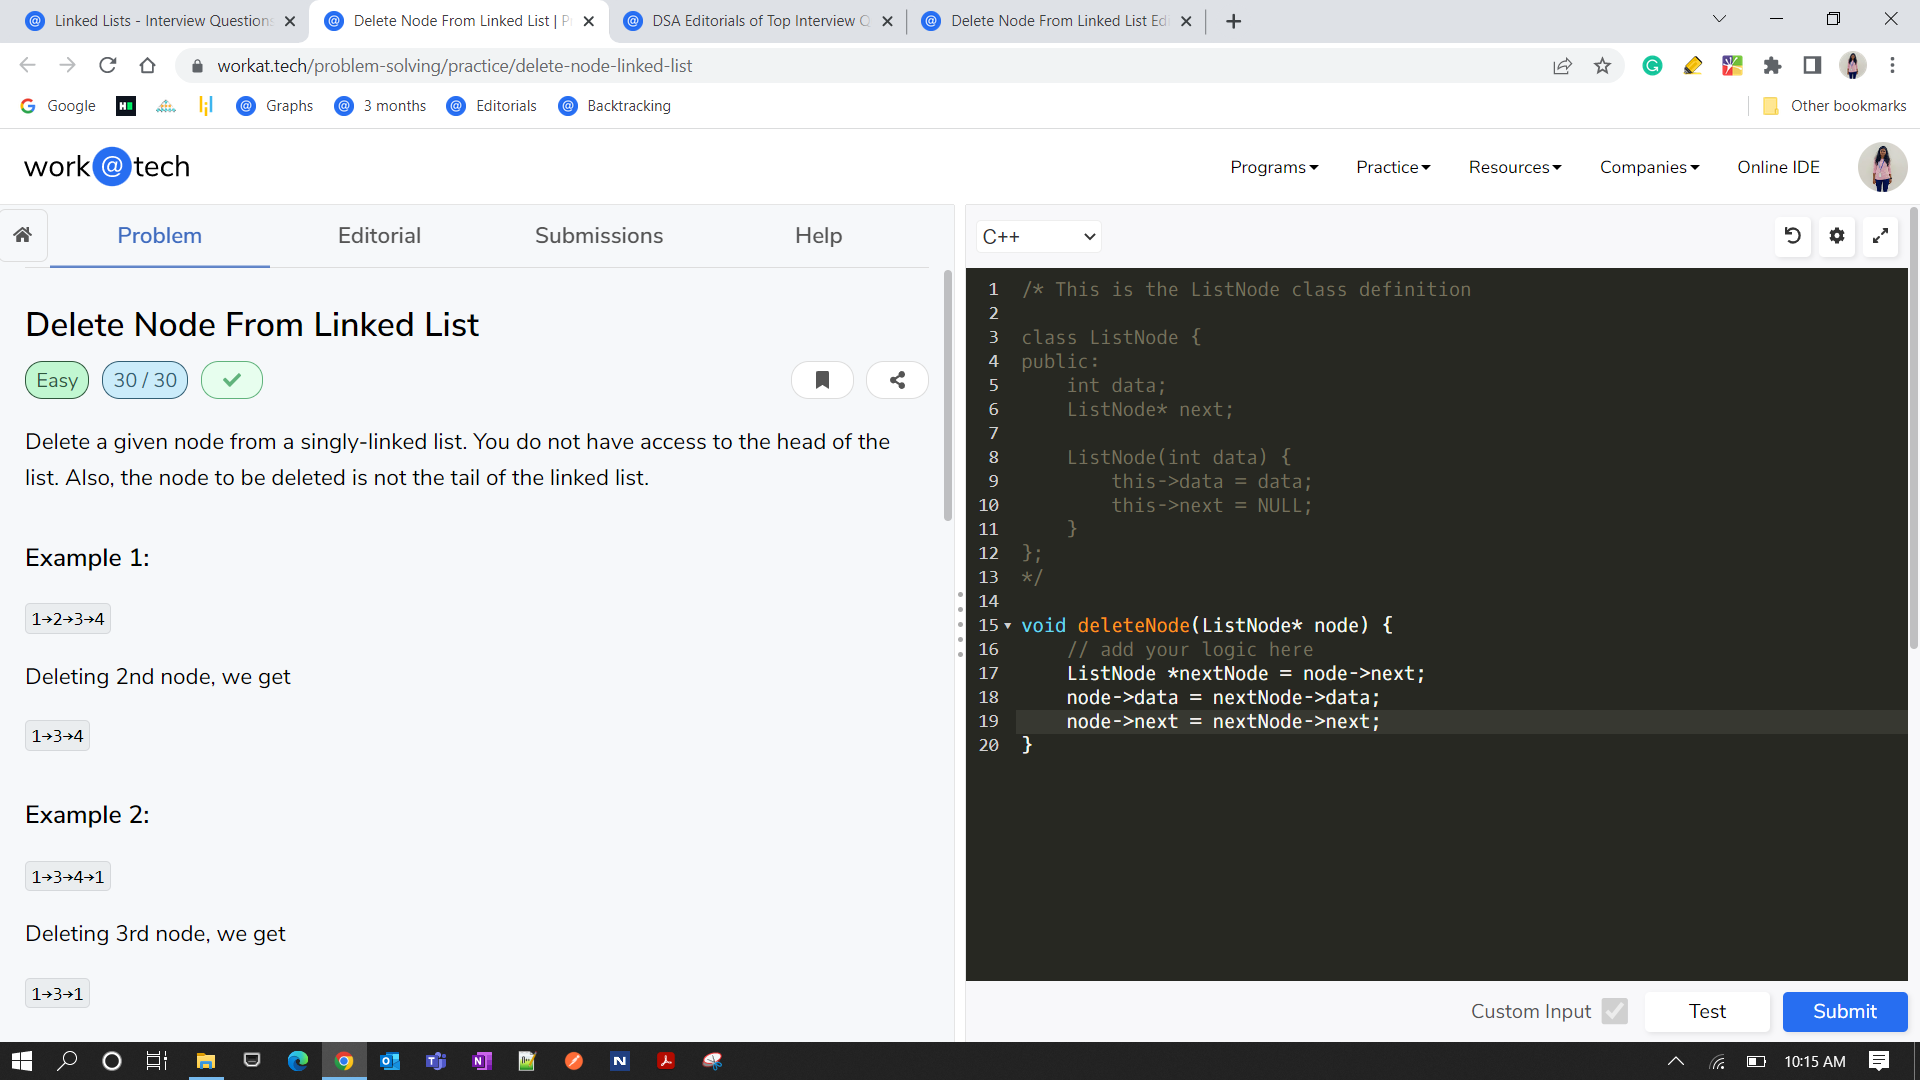 Linked Lists - Interview Questions
Delete Node From Linked List | P
DSA Editorials of Top Interview Q
Delete Node From Linked List Edi
workat.tech/problem-solving/practice/delete-node-linked-list
Google
Graphs
3 months
Editorials
Backtracking
Other bookmarks
work@tech
Programs
Practice
Resources
Companies
Online IDE
Problem
Editorial
Submissions
Help
Delete Node From Linked List
Easy
30 / 30
Delete a given node from a singly-linked list. You do not have access to the head of the
list. Also, the node to be deleted is not the tail of the linked list.
Example 1:
1→2→3→4
Deleting 2nd node, we get
1→3→4
Example 2:
1→3→4→1
Deleting 3rd node, we get
1→3→1
C++
1 /* This is the ListNode class definition
2
3 class ListNode {
4 public:
5     int data;
6     ListNode* next;
7
8     ListNode(int data) {
9         this->data = data;
10         this->next = NULL;
11     }
12 };
13 */
14
15 void deleteNode(ListNode* node) {
16     // add your logic here
17     ListNode *nextNode = node->next;
18     node->data = nextNode->data;
19     node->next = nextNode->next;
20 }
Custom Input
Test
Submit
10:15 AM